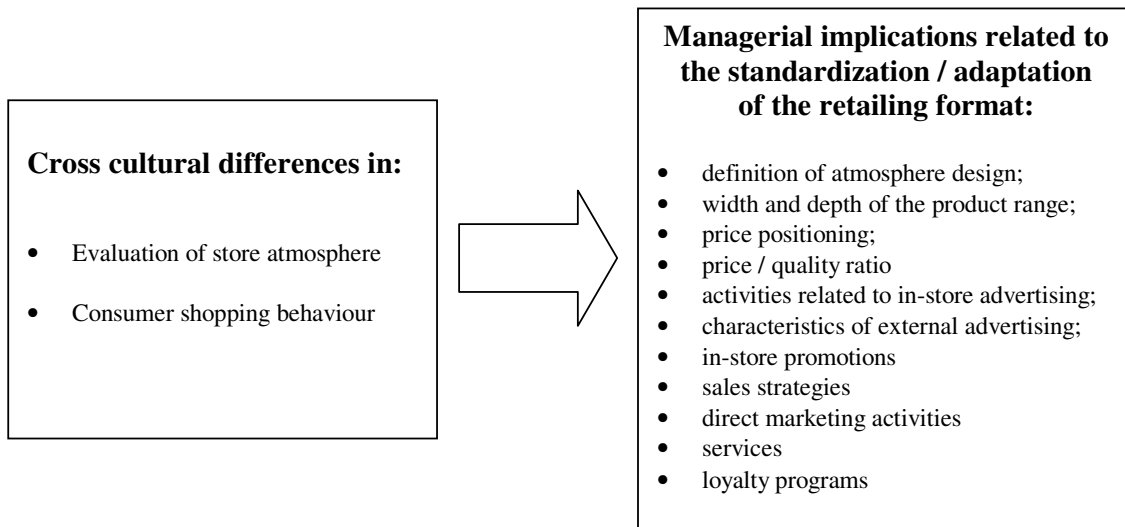 Cross cultural differences in:
• Evaluation of store atmosphere
• Consumer shopping behaviour
Managerial implications related to
the standardization / adaptation
of the retailing format:
• definition of atmosphere design;
• width and depth of the product range;
• price positioning;
• price / quality ratio
• activities related to in-store advertising;
• characteristics of external advertising;
• in-store promotions
• sales strategies
• direct marketing activities
• services
• loyalty programs